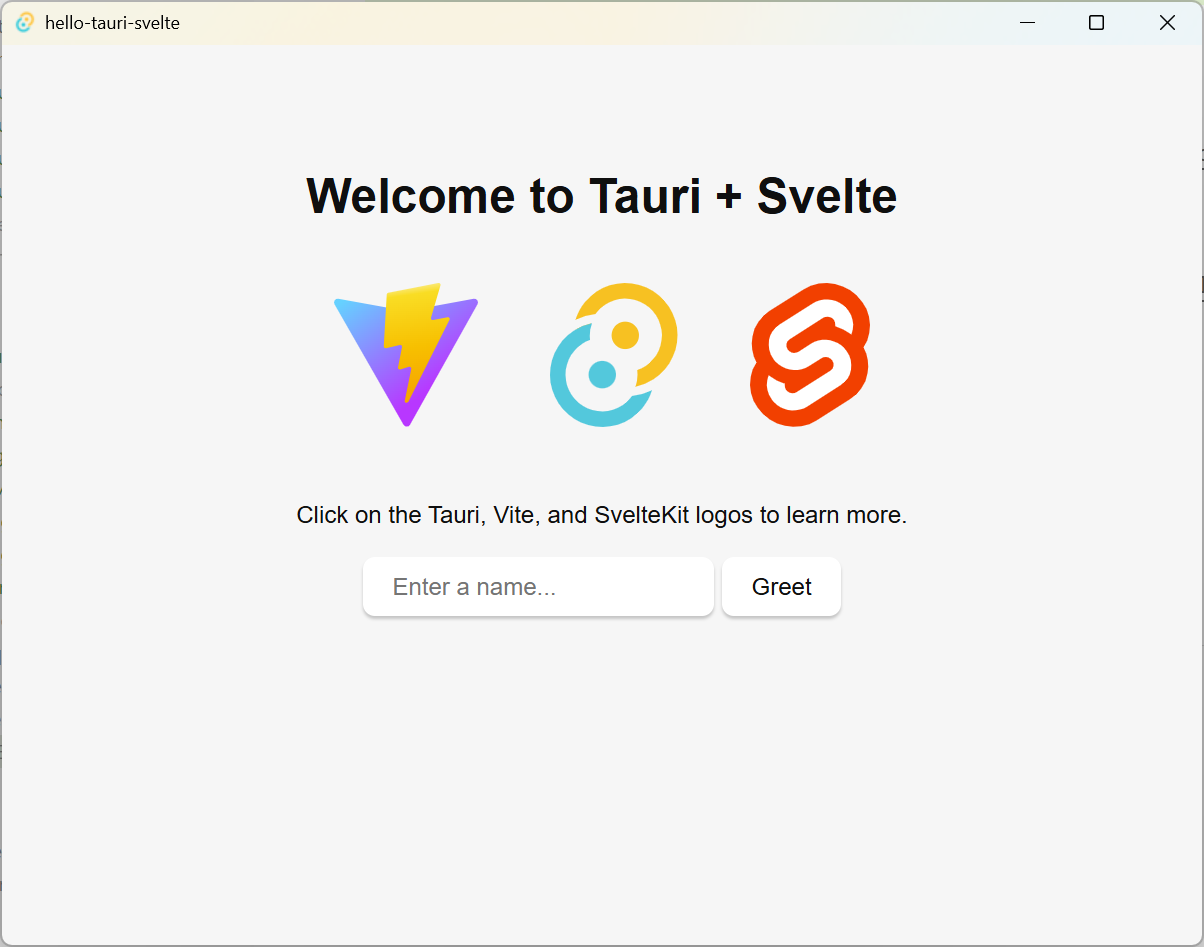 hello-tauri-svelte
Welcome to Tauri + Svelte
Click on the Tauri, Vite, and SvelteKit logos to learn more.
Enter a name...
Greet